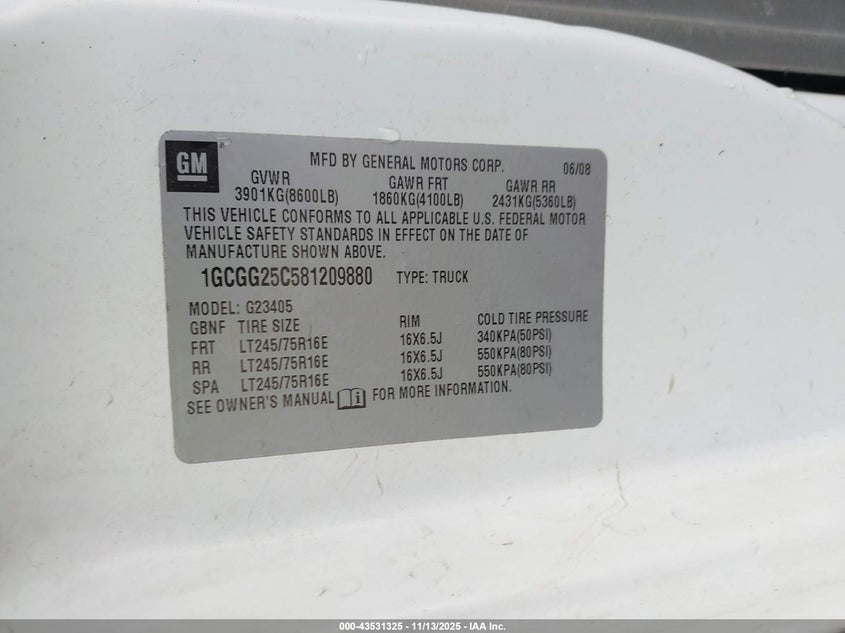 GM
MFD BY GENERAL MOTORS CORP. 06/08
GVWR GAWR FRT GAWR RR
3901KG(8600LB) 1860KG(4100LB) 2431KG(5360LB)
THIS VEHICLE CONFORMS TO ALL APPLICABLE U.S. FEDERAL MOTOR
VEHICLE SAFETY STANDARDS IN EFFECT ON THE DATE OF
MANUFACTURE SHOWN ABOVE.
1GCGG25C581209880 TYPE: TRUCK
MODEL: G23405
GBNF TIRE SIZE RIM COLD TIRE PRESSURE
FRT LT245/75R16E 16X6.5J 340KPA(50PSI)
RR LT245/75R16E 16X6.5J 550KPA(80PSI)
SPA LT245/75R16E 16X6.5J 550KPA(80PSI)
SEE OWNER'S MANUAL i FOR MORE INFORMATION.
000-43531325 - 11/13/2025 - IAA Inc.